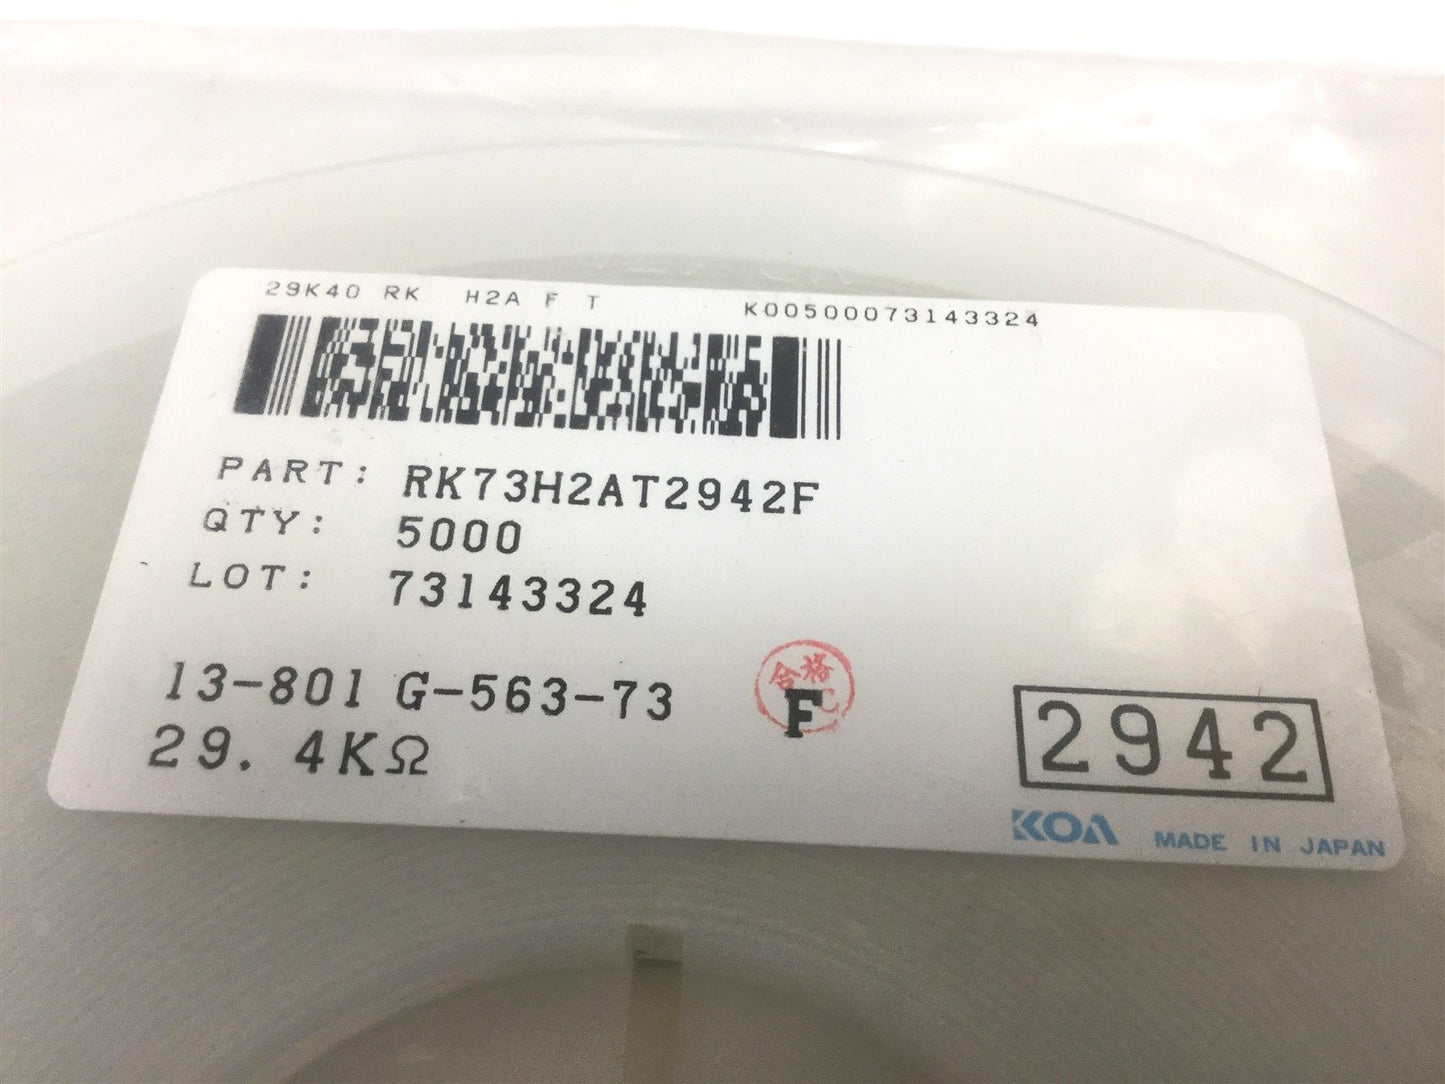 29K40 RK H2A F T K00500073143324
PART: RK73H2AT2942F
QTY: 5000
LOT: 73143324
13-801 G-563-73
合格
F
29.4KΩ
2942
KOA MADE IN JAPAN